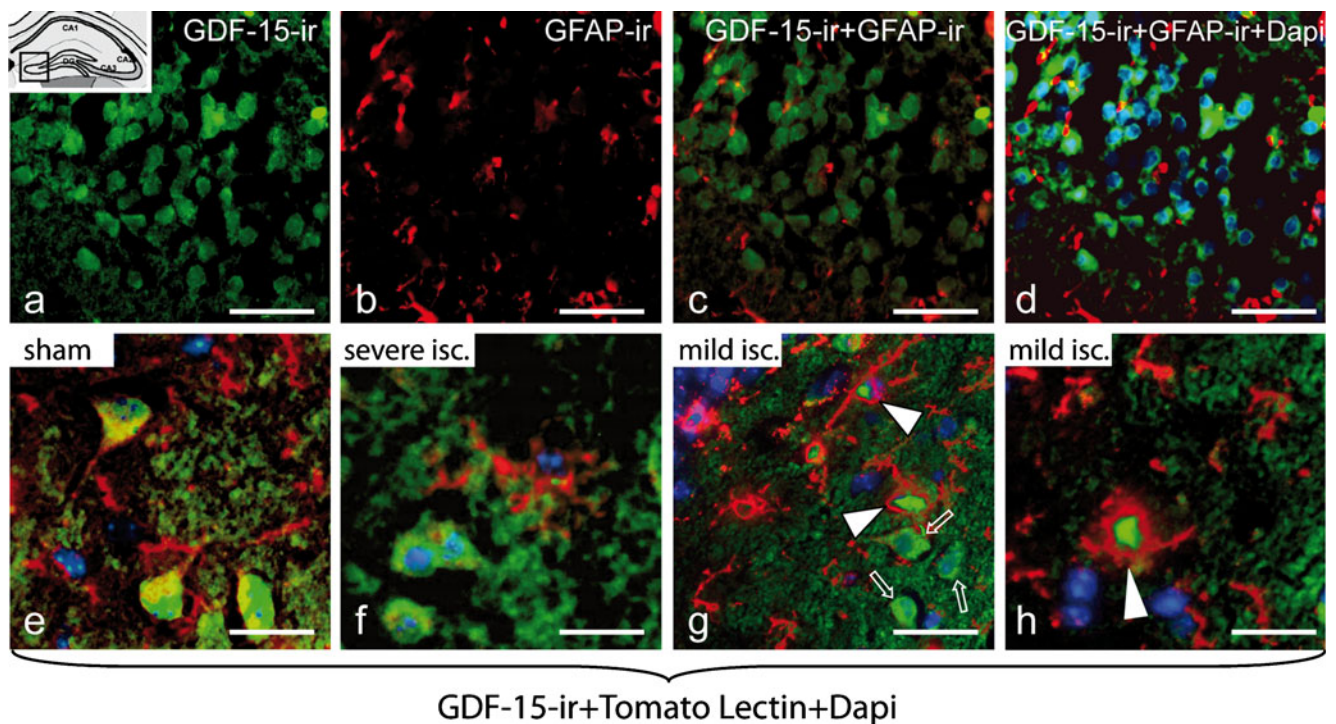 CA1
CA2
CA3
DG
GDF-15-ir
GFAP-ir
GDF-15-ir+GFAP-ir
GDF-15-ir+GFAP-ir+Dapi
a
b
c
d
sham
severe isc.
mild isc.
mild isc.
e
f
g
h
GDF-15-ir+Tomato Lectin+Dapi